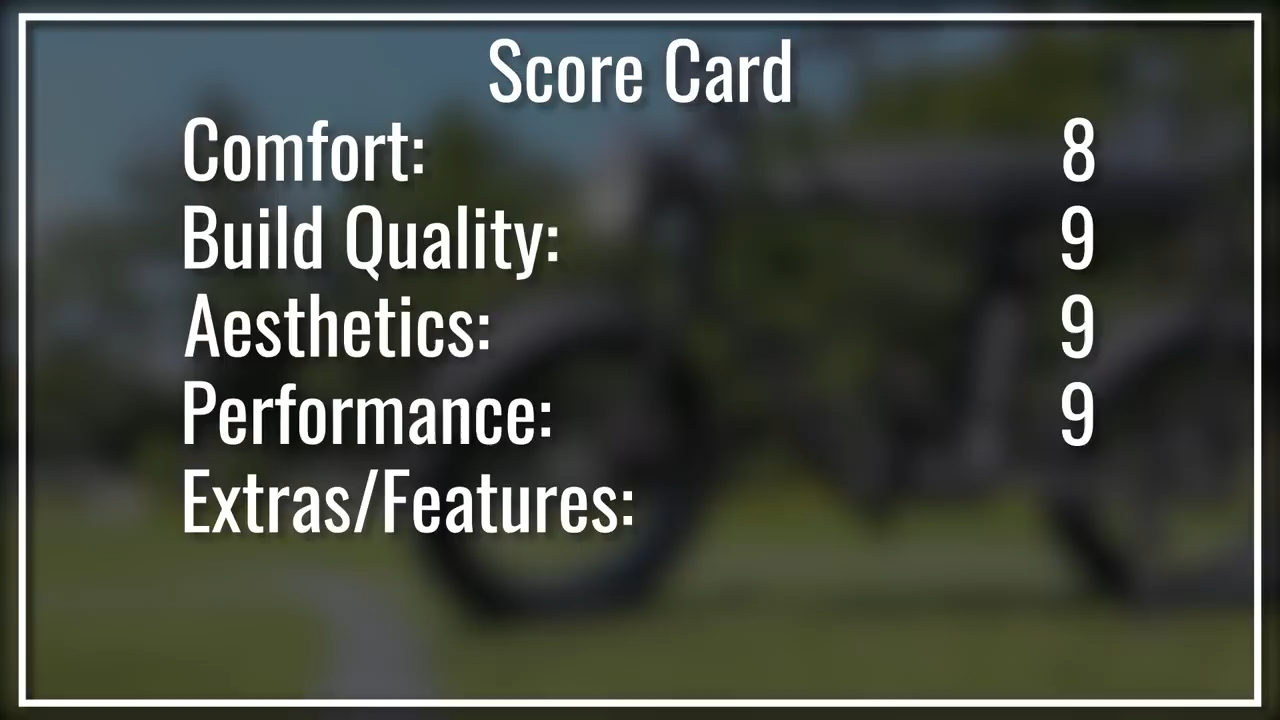 Score Card
Comfort: 8
Build Quality: 9
Aesthetics: 9
Performance: 9
Extras/Features: